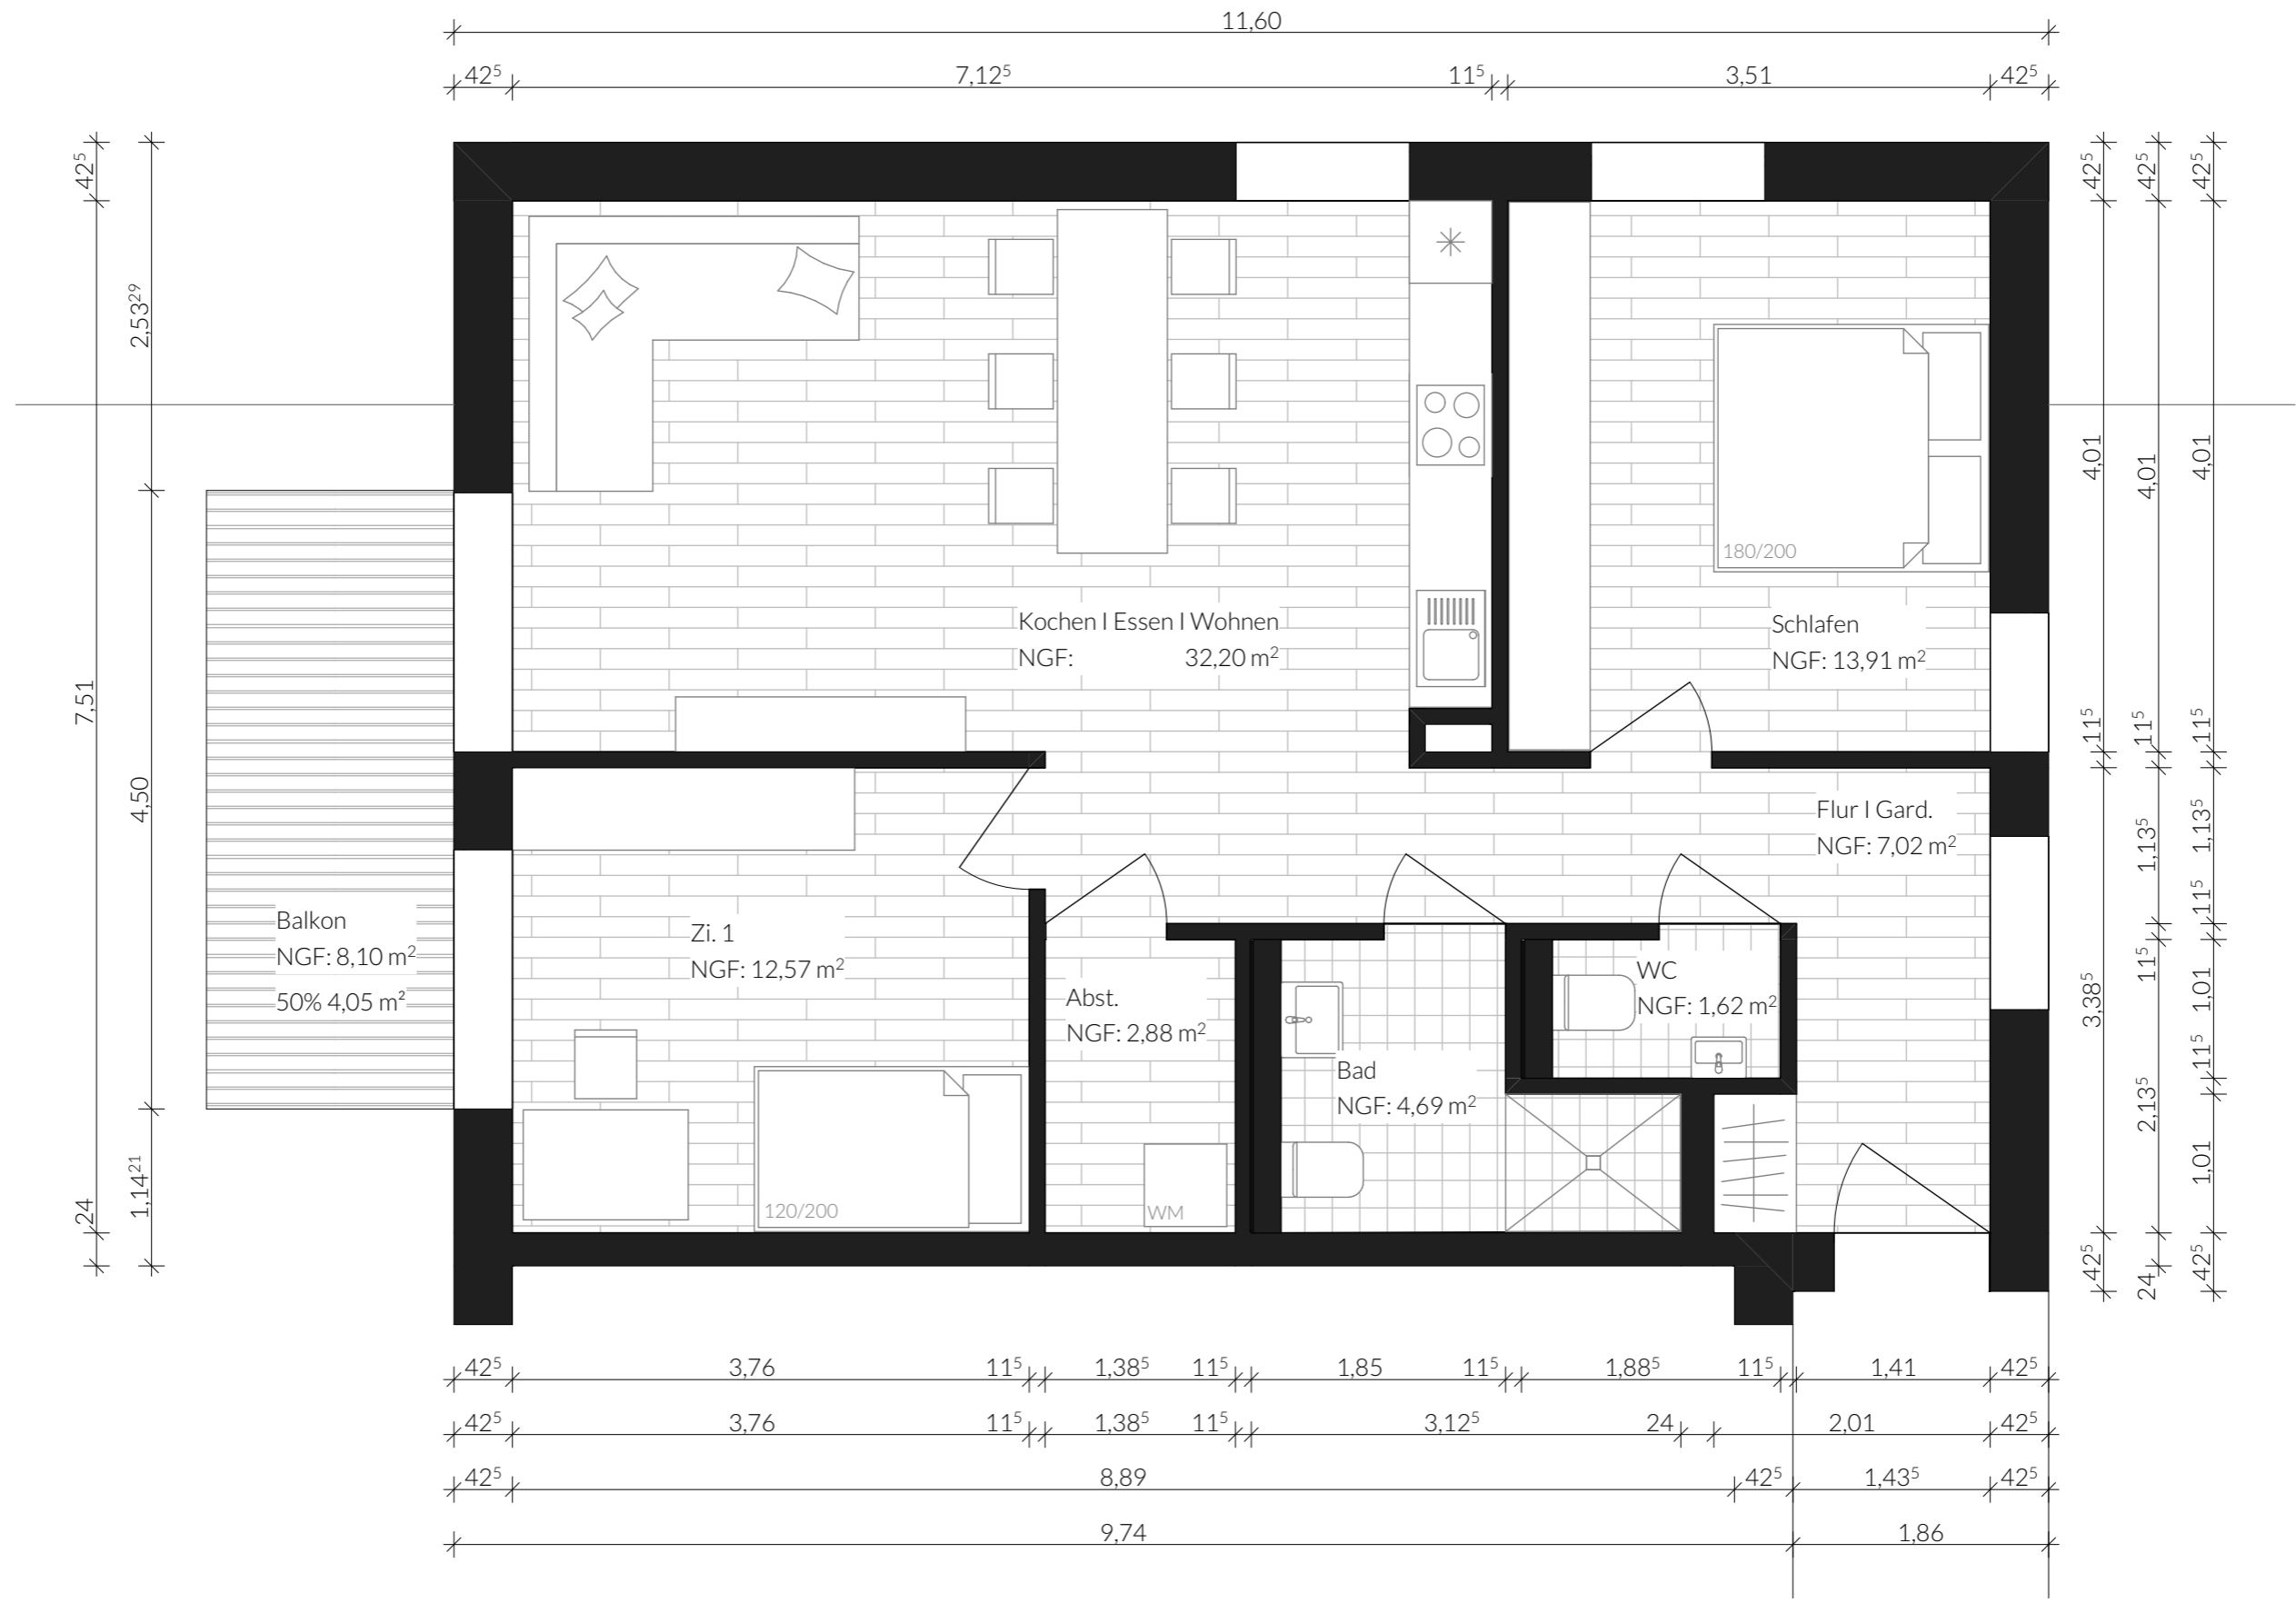 11,60
42⁵ 7,12⁵ 11⁵ 3,51 42⁵
42⁵ 7,51 24
2,53²⁹ 4,50 1,14²¹
Kochen I Essen I Wohnen
NGF: 32,20 m²
180/200
Schlafen
NGF: 13,91 m²
Flur I Gard.
NGF: 7,02 m²
Balkon
NGF: 8,10 m²
50% 4,05 m²
Zi. 1
NGF: 12,57 m²
120/200
Abst.
NGF: 2,88 m²
WM
Bad
NGF: 4,69 m²
WC
NGF: 1,62 m²
42⁵ 4,01 11⁵ 3,38⁵ 42⁵
42⁵ 4,01 11⁵ 1,13⁵ 11⁵ 2,13⁵ 24
42⁵ 4,01 11⁵ 1,13⁵ 11⁵ 1,01 11⁵ 1,01 42⁵
42⁵ 3,76 11⁵ 1,38⁵ 11⁵ 1,85 11⁵ 1,88⁵ 11⁵ 1,41 42⁵
42⁵ 3,76 11⁵ 1,38⁵ 11⁵ 3,12⁵ 24 2,01 42⁵
42⁵ 8,89 42⁵ 1,43⁵ 42⁵
9,74 1,86